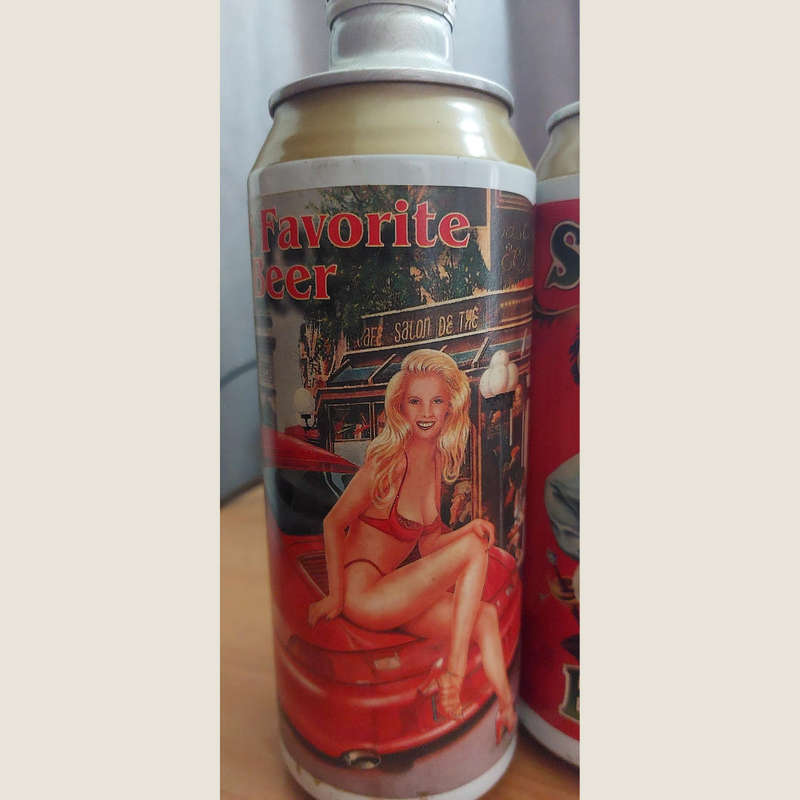 Favorite
Beer
CAFE SALON DE THE